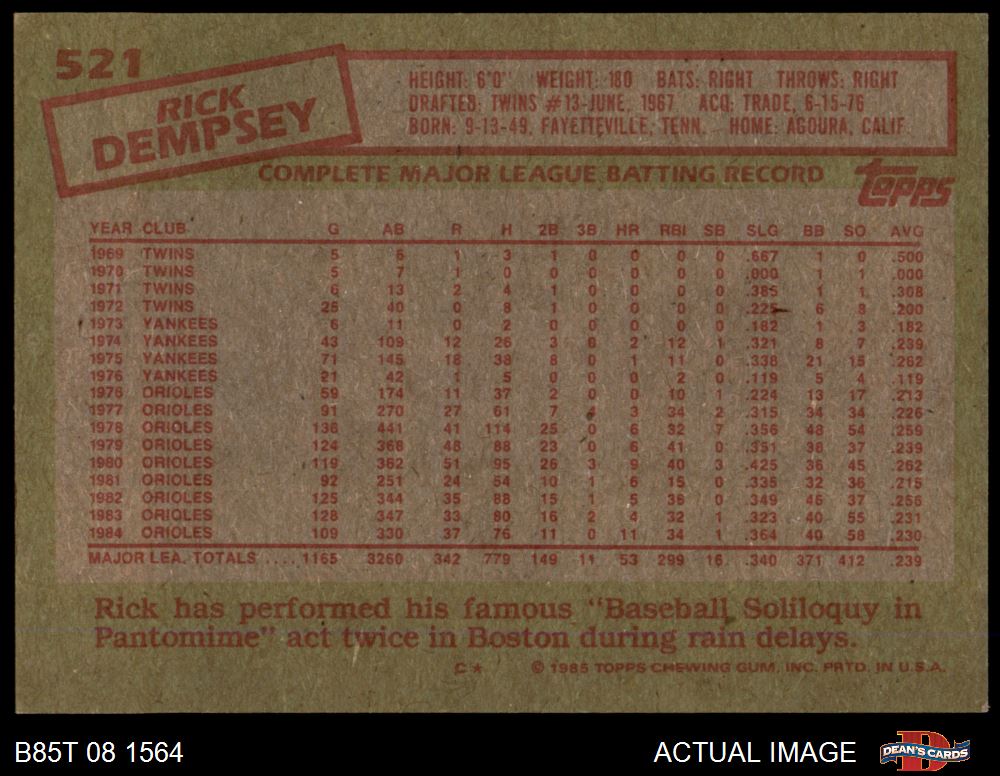 521
RICK
DEMPSEY
HEIGHT: 6'0" WEIGHT: 180 BATS: RIGHT THROWS: RIGHT
DRAFTED: TWINS #13-JUNE, 1967 ACQ: TRADE, 6-15-76
BORN: 9-13-49, FAYETTEVILLE, TENN. HOME: AGOURA, CALIF.
COMPLETE MAJOR LEAGUE BATTING RECORD
topps
YEAR CLUB G AB R H 2B 3B HR RBI SB SLG BB SO AVG
1969 TWINS 5 6 1 3 1 0 0 0 0 .667 1 0 .500
1970 TWINS 5 7 1 0 0 0 0 0 0 .000 1 1 .000
1971 TWINS 6 13 2 4 1 0 0 0 0 .385 1 1 .308
1972 TWINS 25 40 0 8 1 0 0 0 0 .225 6 8 .200
1973 YANKEES 6 11 0 2 0 0 0 0 0 .182 1 3 .182
1974 YANKEES 43 109 12 26 3 0 2 12 1 .321 8 7 .239
1975 YANKEES 71 145 18 38 8 0 1 11 0 .338 21 15 .262
1976 YANKEES 21 42 1 5 0 0 0 2 0 .119 5 4 .119
1976 ORIOLES 59 174 11 37 2 0 0 10 1 .224 13 17 .213
1977 ORIOLES 91 270 27 61 7 4 3 34 2 .315 34 34 .226
1978 ORIOLES 136 441 41 114 25 0 6 32 7 .356 48 54 .259
1979 ORIOLES 124 368 48 88 23 0 6 41 0 .351 38 37 .239
1980 ORIOLES 119 362 51 95 26 3 9 40 3 .425 36 45 .262
1981 ORIOLES 92 251 24 54 10 1 6 15 0 .335 32 36 .215
1982 ORIOLES 125 344 35 88 15 1 5 36 0 .349 46 37 .256
1983 ORIOLES 128 347 33 80 16 2 4 32 1 .323 40 55 .231
1984 ORIOLES 109 330 37 76 11 0 11 34 1 .364 40 58 .230
MAJOR LEA. TOTALS .... 1165 3260 342 779 149 11 53 299 16 .340 371 412 .239
Rick has performed his famous "Baseball Soliloquy in
Pantomime" act twice in Boston during rain delays.
C* © 1985 TOPPS CHEWING GUM, INC. PRTD. IN U.S.A.
B85T 08 1564 ACTUAL IMAGE DEAN'S CARDS